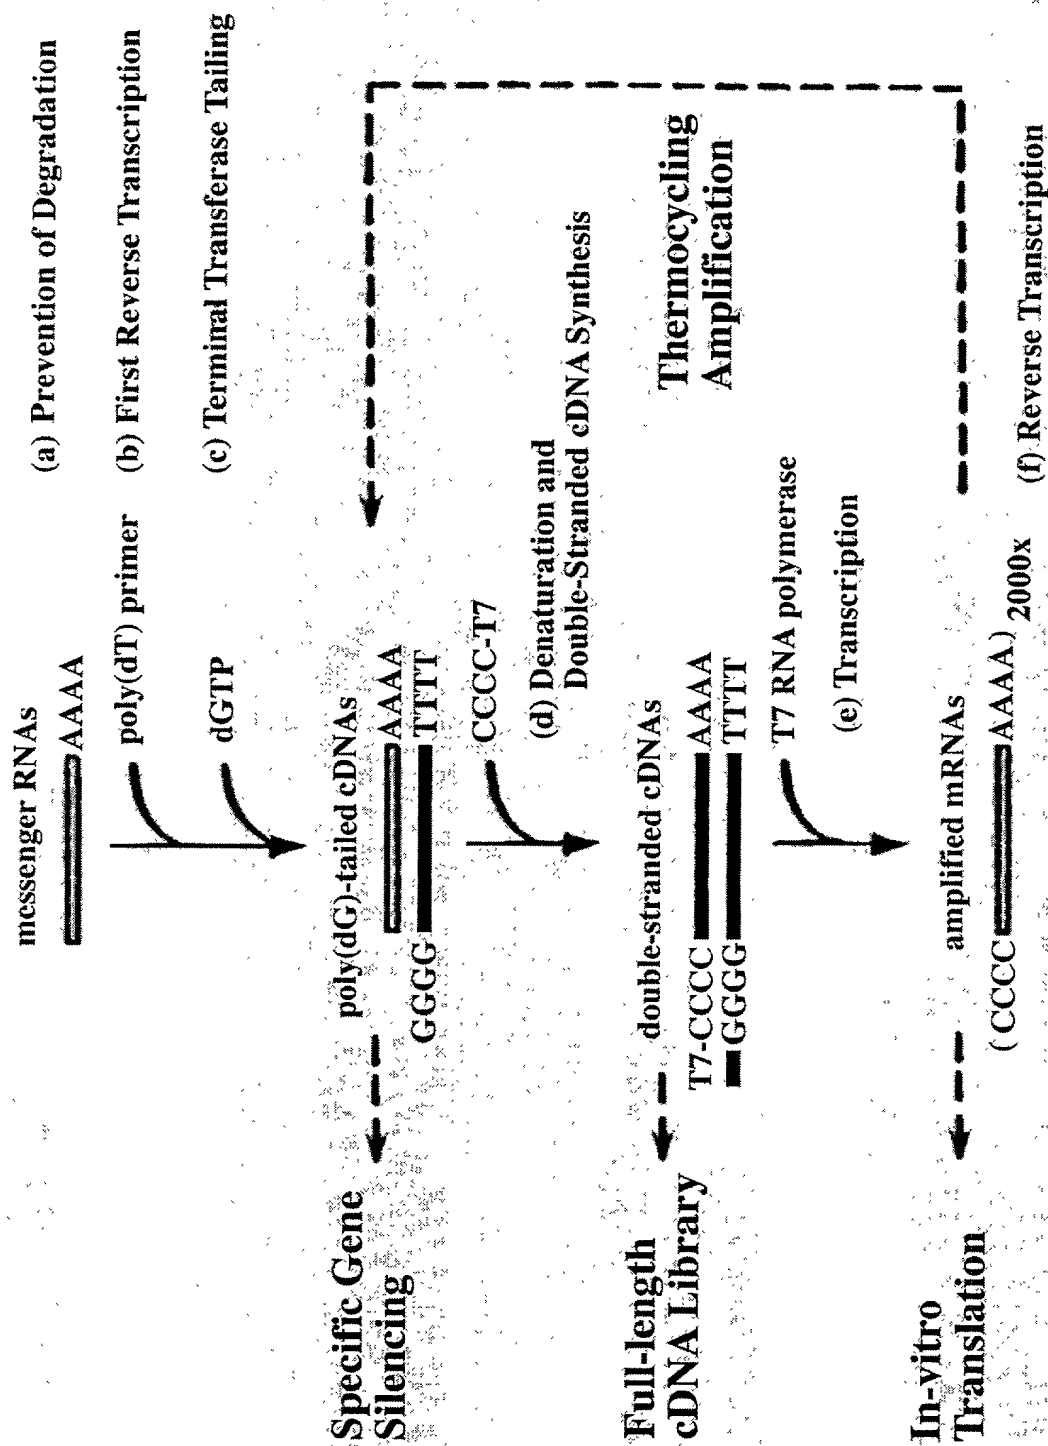 messenger RNAs
AAAA
(a) Prevention of Degradation
poly(dT) primer
(b) First Reverse Transcription
dGTP
(c) Terminal Transferase Tailing
Specific Gene
Silencing
poly(dG)-tailed cDNAs
AAAA
GGGG
TTTT
CCCC-T7
(d) Denaturation and
Double-Stranded cDNA Synthesis
Thermocycling
Amplification
Full-length
cDNA Library
double-stranded cDNAs
T7-CCCC
AAAA
GGGG
TTTT
T7 RNA polymerase
(e) Transcription
In-vitro
Translation
amplified mRNAs
( CCCC
AAAA)
2000x
(f) Reverse Transcription